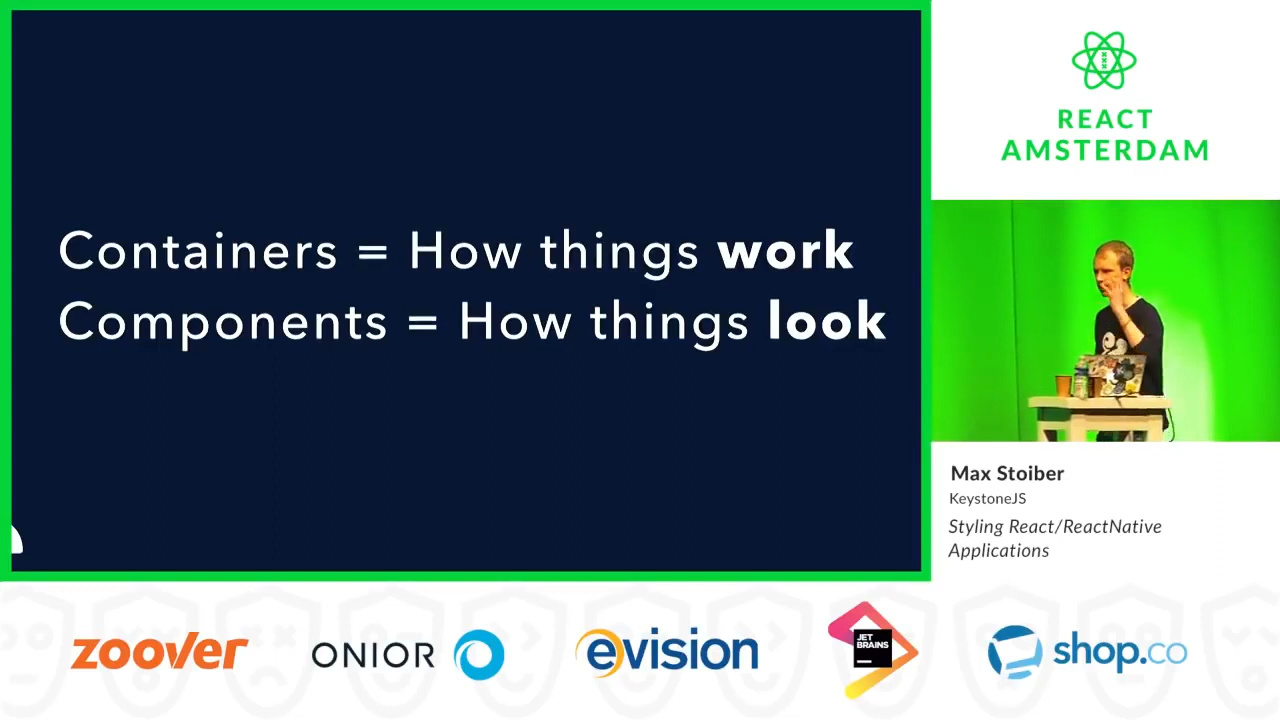 Containers = How things work
Components = How things look
REACT
AMSTERDAM
Max Stoiber
KeystoneJS
Styling React/ReactNative
Applications
zoover
ONIOR
evision
JET
BRAINS
shop.co